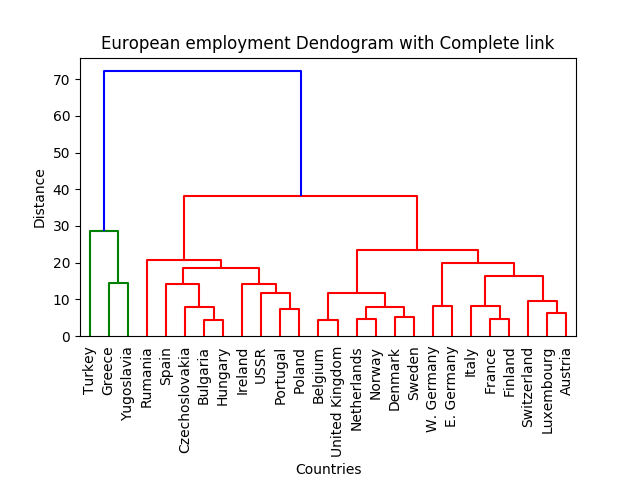 European employment Dendogram with Complete link
70
60
50
40
30
20
10
0
Distance
Turkey
Greece
Yugoslavia
Rumania
Spain
Czechoslovakia
Bulgaria
Hungary
Ireland
USSR
Portugal
Poland
Belgium
United Kingdom
Netherlands
Norway
Denmark
Sweden
W. Germany
E. Germany
Italy
France
Finland
Switzerland
Luxembourg
Austria
Countries